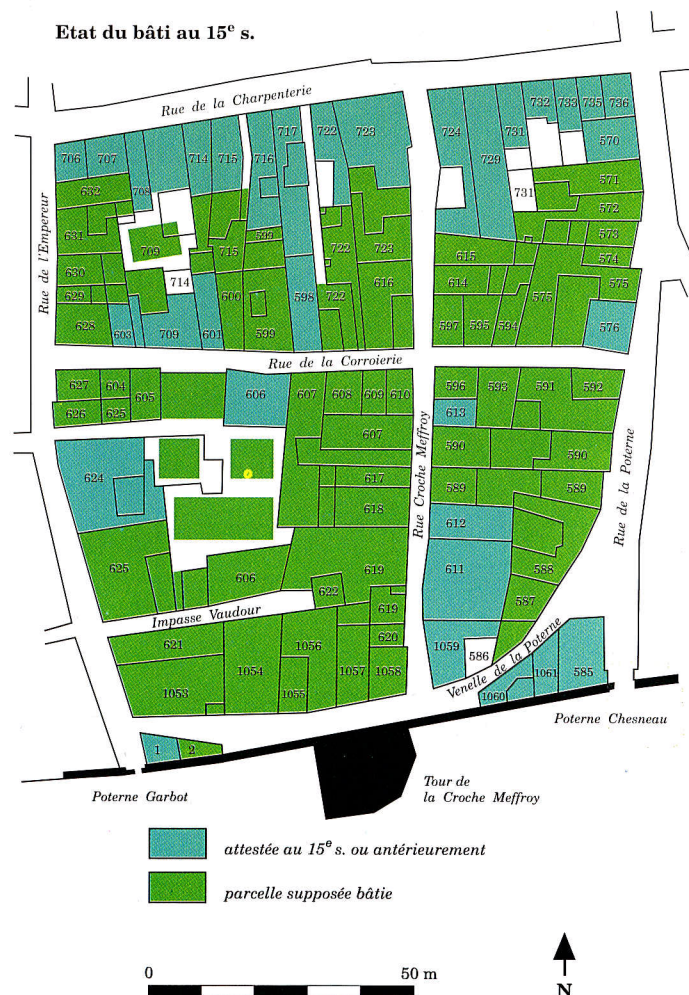 Etat du bâti au 15e s.
Rue de la Charpenterie
706 707 708 714 715 716 717 722 723 724 729 731 732 733 735 736
570
632 571
731 572
631 709 715 599 722 723 615 573
574
630 714 600 598 722 616 614 575 575
629
628 603 709 601 599 597 595 594 576
Rue de l'Empereur
Rue de la Corroierie
627 604 605 606 607 608 609 610 596 593 591 592
626 625 613
607 590 590
624 617 589 589
618 612
Rue Croche Meffroy
Rue de la Poterne
625 606 619 611 588
622 619 587
Impasse Vaudour
621 1056 620 1059 586
1053 1054 1055 1057 1058
Venelle de la Poterne
1060 1061 585
1 2
Poterne Chesneau
Poterne Garbot
Tour de
la Croche Meffroy
attestée au 15e s. ou antérieurement
parcelle supposée bâtie
0 50 m
N